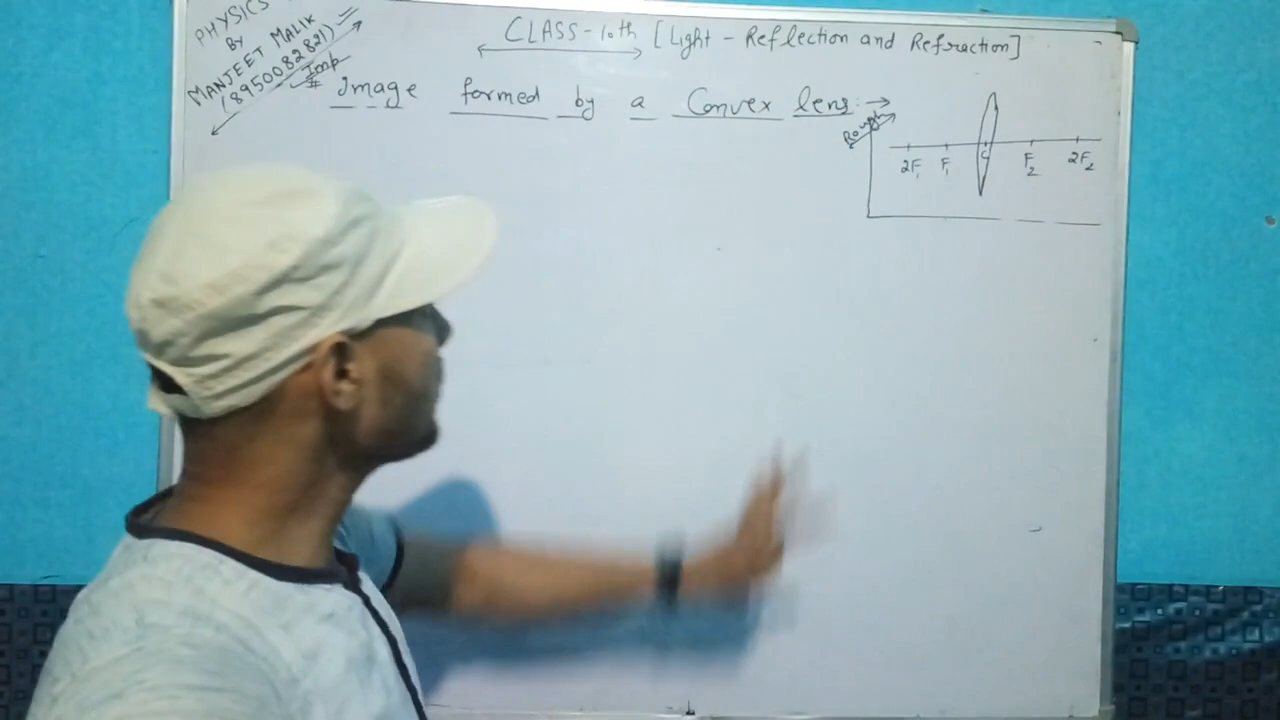 PHYSICS
BY
MANJEET MALIK
(8950082821)
CLASS-10th [Light - Reflection and Refraction]
Imp
# Image formed by a Convex lens :→
Rough
2F₁ F₁ C F₂ 2F₂